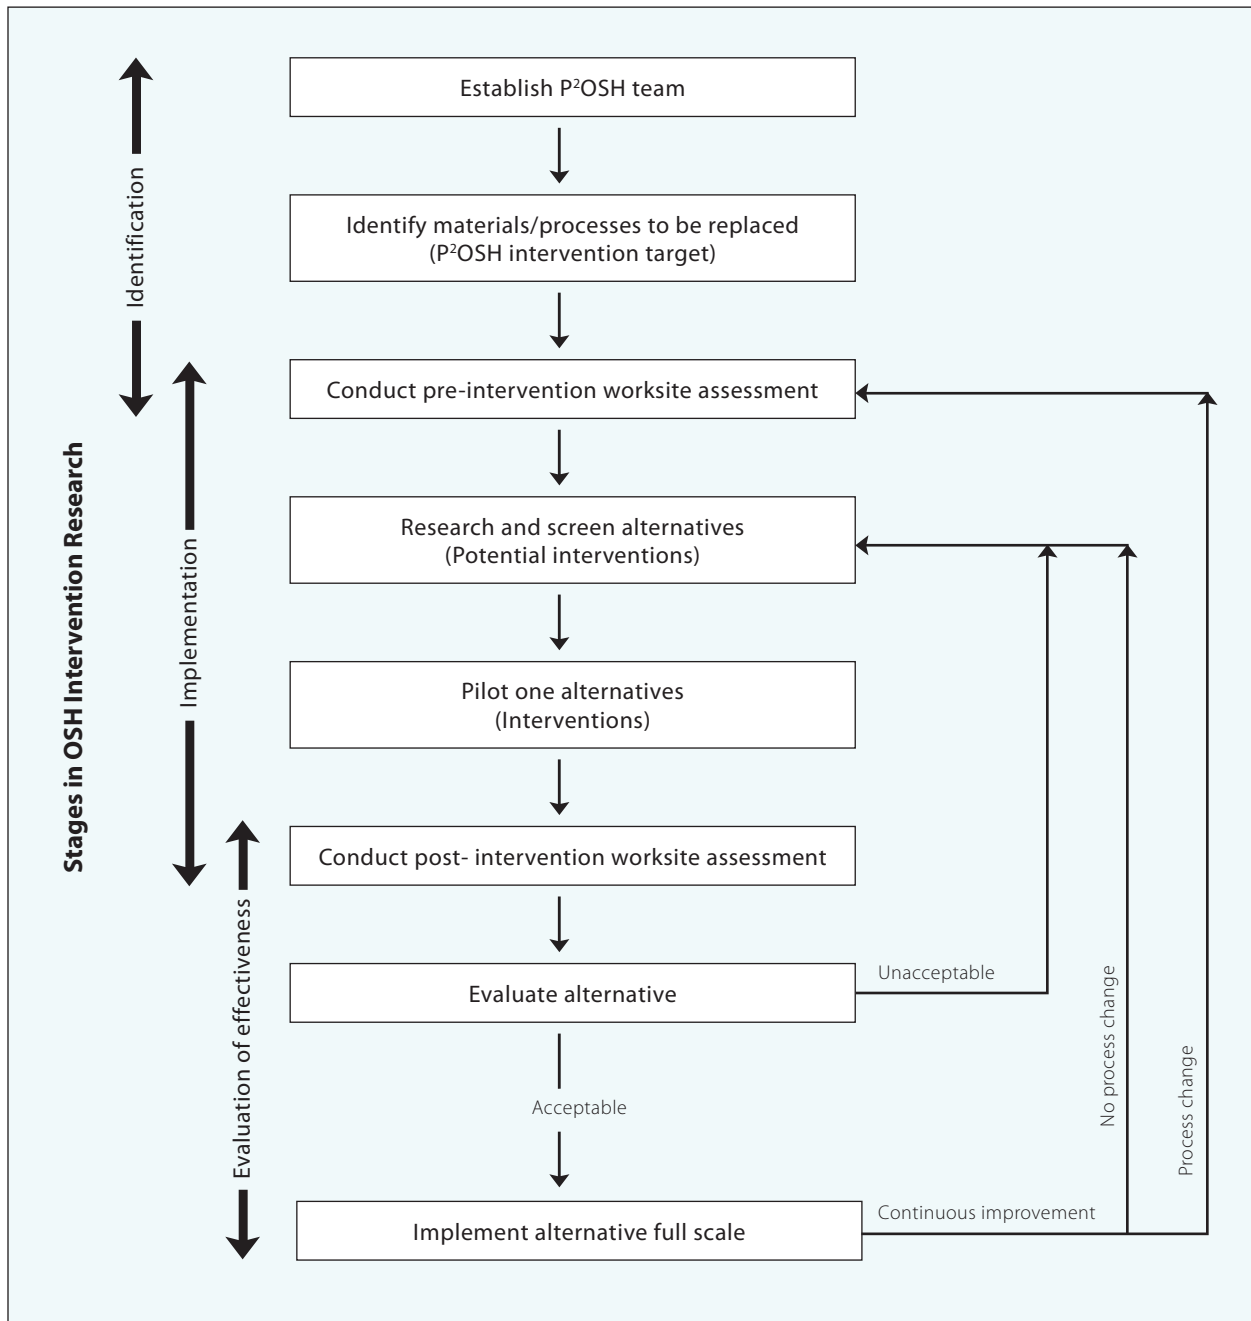 Establish P²OSH team
Identify materials/processes to be replaced
(P²OSH intervention target)
Conduct pre-intervention worksite assessment
Research and screen alternatives
(Potential interventions)
Pilot one alternatives
(Interventions)
Conduct post- intervention worksite assessment
Evaluate alternative
Unacceptable
Acceptable
Implement alternative full scale
Continuous improvement
No process change
Process change
Stages in OSH Intervention Research
Identification
Implementation
Evaluation of effectiveness